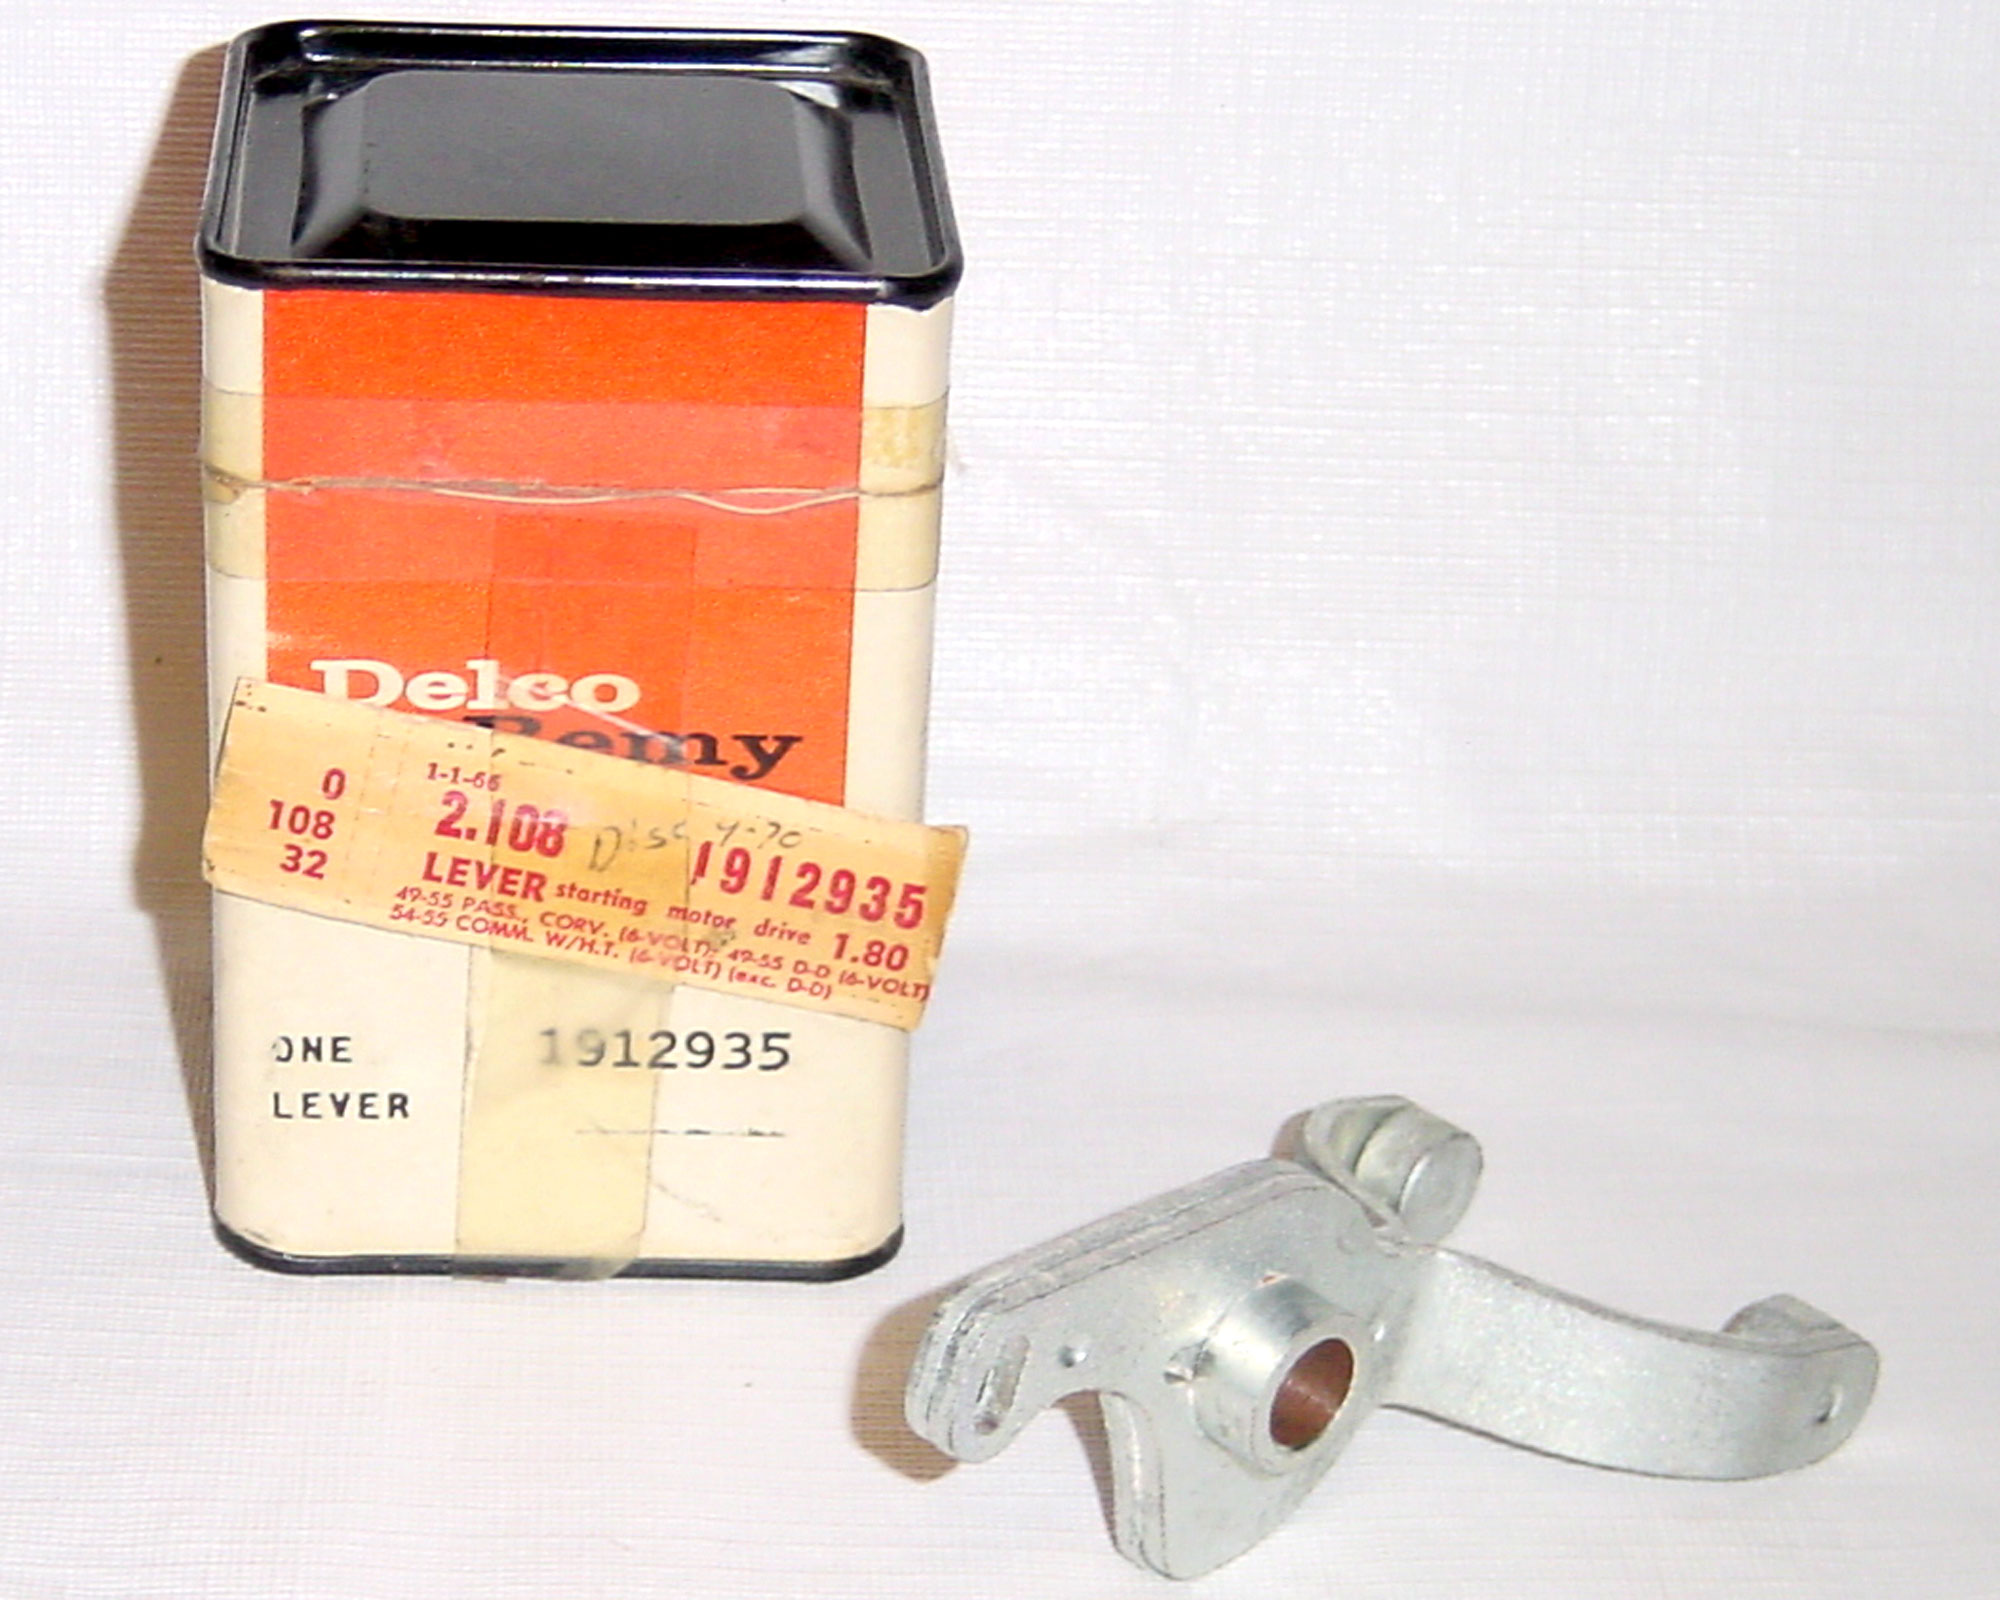 Delco
Remy
0
108
32
1-1-66
2.108 Disc 4-70 1912935
LEVER starting motor drive 1.80
49-55 PASS., CORV. (6-VOLT); 49-55 D-D (6-VOLT)
54-55 COMM. W/H.T. (6-VOLT) (exc. D-D)
ONE 1912935
LEVER